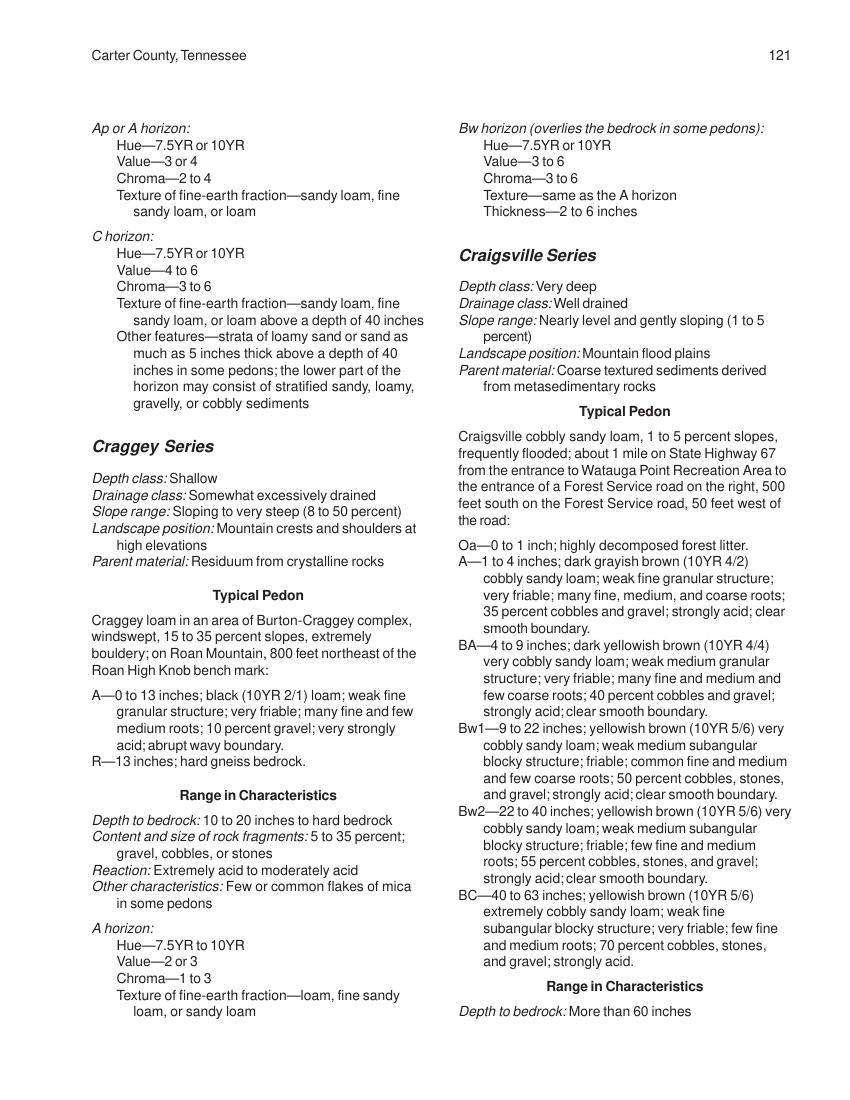 Carter County, Tennessee
121
Ap or A horizon:
Hue—7.5YR or 10YR
Value—3 or 4
Chroma—2 to 4
Texture of fine-earth fraction—sandy loam, fine
sandy loam, or loam
C horizon:
Hue—7.5YR or 10YR
Value—4 to 6
Chroma—3 to 6
Texture of fine-earth fraction—sandy loam, fine
sandy loam, or loam above a depth of 40 inches
Other features—strata of loamy sand or sand as
much as 5 inches thick above a depth of 40
inches in some pedons; the lower part of the
horizon may consist of stratified sandy, loamy,
gravelly, or cobbly sediments
Craggey Series
Depth class: Shallow
Drainage class: Somewhat excessively drained
Slope range: Sloping to very steep (8 to 50 percent)
Landscape position: Mountain crests and shoulders at
high elevations
Parent material: Residuum from crystalline rocks
Typical Pedon
Craggey loam in an area of Burton-Craggey complex,
windswept, 15 to 35 percent slopes, extremely
bouldery; on Roan Mountain, 800 feet northeast of the
Roan High Knob bench mark:
A—0 to 13 inches; black (10YR 2/1) loam; weak fine
granular structure; very friable; many fine and few
medium roots; 10 percent gravel; very strongly
acid; abrupt wavy boundary.
R—13 inches; hard gneiss bedrock.
Range in Characteristics
Depth to bedrock: 10 to 20 inches to hard bedrock
Content and size of rock fragments: 5 to 35 percent;
gravel, cobbles, or stones
Reaction: Extremely acid to moderately acid
Other characteristics: Few or common flakes of mica
in some pedons
A horizon:
Hue—7.5YR to 10YR
Value—2 or 3
Chroma—1 to 3
Texture of fine-earth fraction—loam, fine sandy
loam, or sandy loam
Bw horizon (overlies the bedrock in some pedons):
Hue—7.5YR or 10YR
Value—3 to 6
Chroma—3 to 6
Texture—same as the A horizon
Thickness—2 to 6 inches
Craigsville Series
Depth class: Very deep
Drainage class: Well drained
Slope range: Nearly level and gently sloping (1 to 5
percent)
Landscape position: Mountain flood plains
Parent material: Coarse textured sediments derived
from metasedimentary rocks
Typical Pedon
Craigsville cobbly sandy loam, 1 to 5 percent slopes,
frequently flooded; about 1 mile on State Highway 67
from the entrance to Watauga Point Recreation Area to
the entrance of a Forest Service road on the right, 500
feet south on the Forest Service road, 50 feet west of
the road:
Oa—0 to 1 inch; highly decomposed forest litter.
A—1 to 4 inches; dark grayish brown (10YR 4/2)
cobbly sandy loam; weak fine granular structure;
very friable; many fine, medium, and coarse roots;
35 percent cobbles and gravel; strongly acid; clear
smooth boundary.
BA—4 to 9 inches; dark yellowish brown (10YR 4/4)
very cobbly sandy loam; weak medium granular
structure; very friable; many fine and medium and
few coarse roots; 40 percent cobbles and gravel;
strongly acid; clear smooth boundary.
Bw1—9 to 22 inches; yellowish brown (10YR 5/6) very
cobbly sandy loam; weak medium subangular
blocky structure; friable; common fine and medium
and few coarse roots; 50 percent cobbles, stones,
and gravel; strongly acid; clear smooth boundary.
Bw2—22 to 40 inches; yellowish brown (10YR 5/6) very
cobbly sandy loam; weak medium subangular
blocky structure; friable; few fine and medium
roots; 55 percent cobbles, stones, and gravel;
strongly acid; clear smooth boundary.
BC—40 to 63 inches; yellowish brown (10YR 5/6)
extremely cobbly sandy loam; weak fine
subangular blocky structure; very friable; few fine
and medium roots; 70 percent cobbles, stones,
and gravel; strongly acid.
Range in Characteristics
Depth to bedrock: More than 60 inches